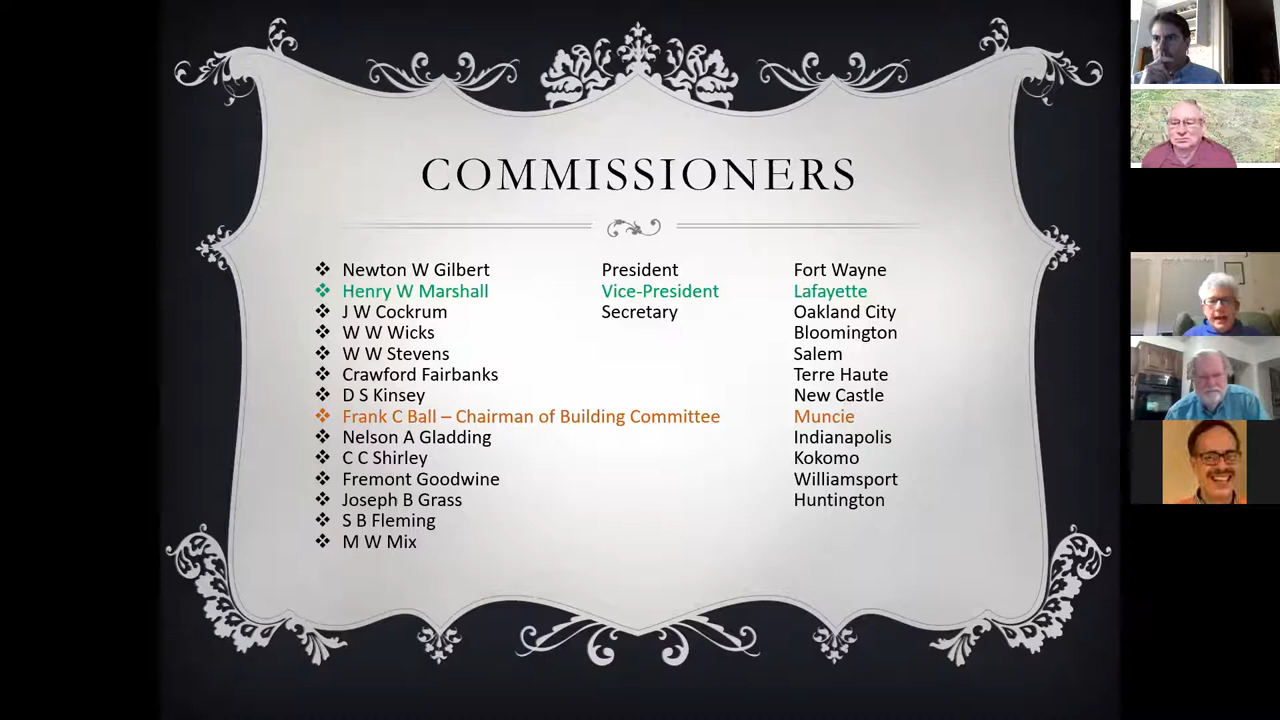 COMMISSIONERS
❖ Newton W Gilbert President Fort Wayne
❖ Henry W Marshall Vice-President Lafayette
❖ J W Cockrum Secretary Oakland City
❖ W W Wicks Bloomington
❖ W W Stevens Salem
❖ Crawford Fairbanks Terre Haute
❖ D S Kinsey New Castle
❖ Frank C Ball – Chairman of Building Committee Muncie
❖ Nelson A Gladding Indianapolis
❖ C C Shirley Kokomo
❖ Fremont Goodwine Williamsport
❖ Joseph B Grass Huntington
❖ S B Fleming
❖ M W Mix